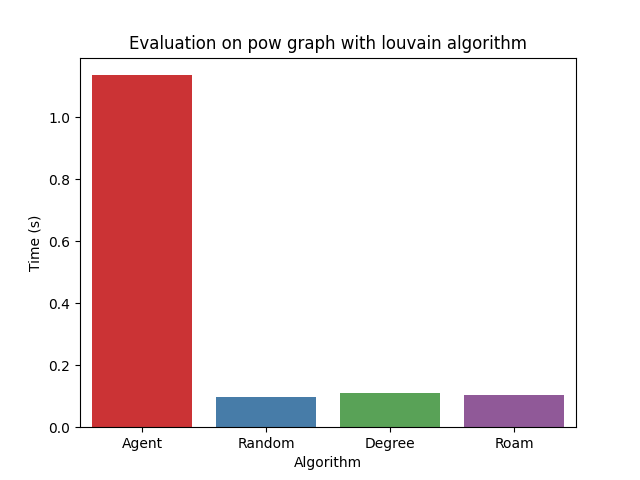 Evaluation on pow graph with louvain algorithm
Time (s)
1.0
0.8
0.6
0.4
0.2
0.0
Agent Random Degree Roam
Algorithm